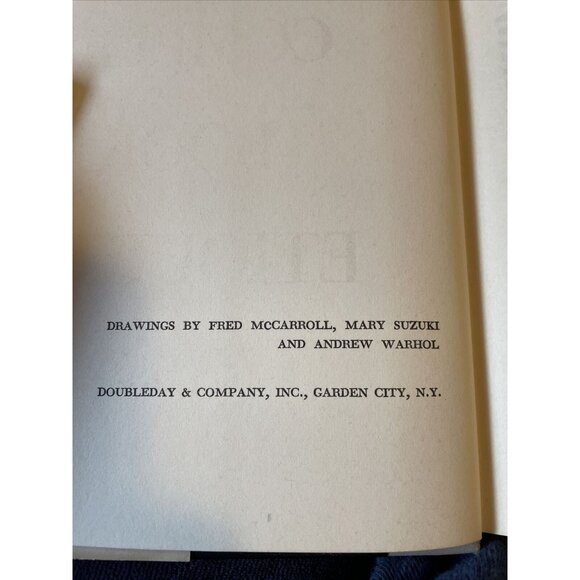 DRAWINGS BY FRED McCARROLL, MARY SUZUKI
AND ANDREW WARHOL
DOUBLEDAY & COMPANY, INC., GARDEN CITY, N.Y.